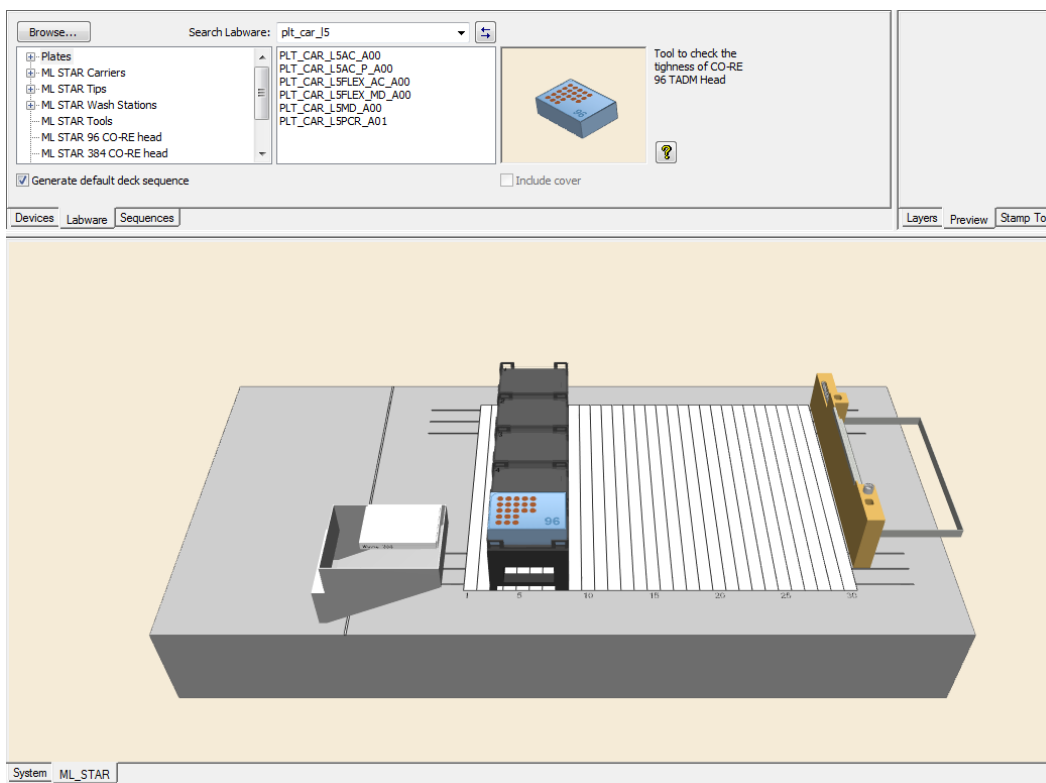 Browse...
Search Labware: plt_car_l5
Plates
ML STAR Carriers
ML STAR Tips
ML STAR Wash Stations
ML STAR Tools
ML STAR 96 CO-RE head
ML STAR 384 CO-RE head
PLT_CAR_L5AC_A00
PLT_CAR_L5AC_P_A00
PLT_CAR_L5FLEX_AC_A00
PLT_CAR_L5FLEX_MD_A00
PLT_CAR_L5MD_A00
PLT_CAR_L5PCR_A01
96
Tool to check the
tighness of CO-RE
96 TADM Head
?
Generate default deck sequence
Include cover
Devices Labware Sequences
Layers Preview Stamp To
96
1 5 10 15 20 25 30
System ML_STAR